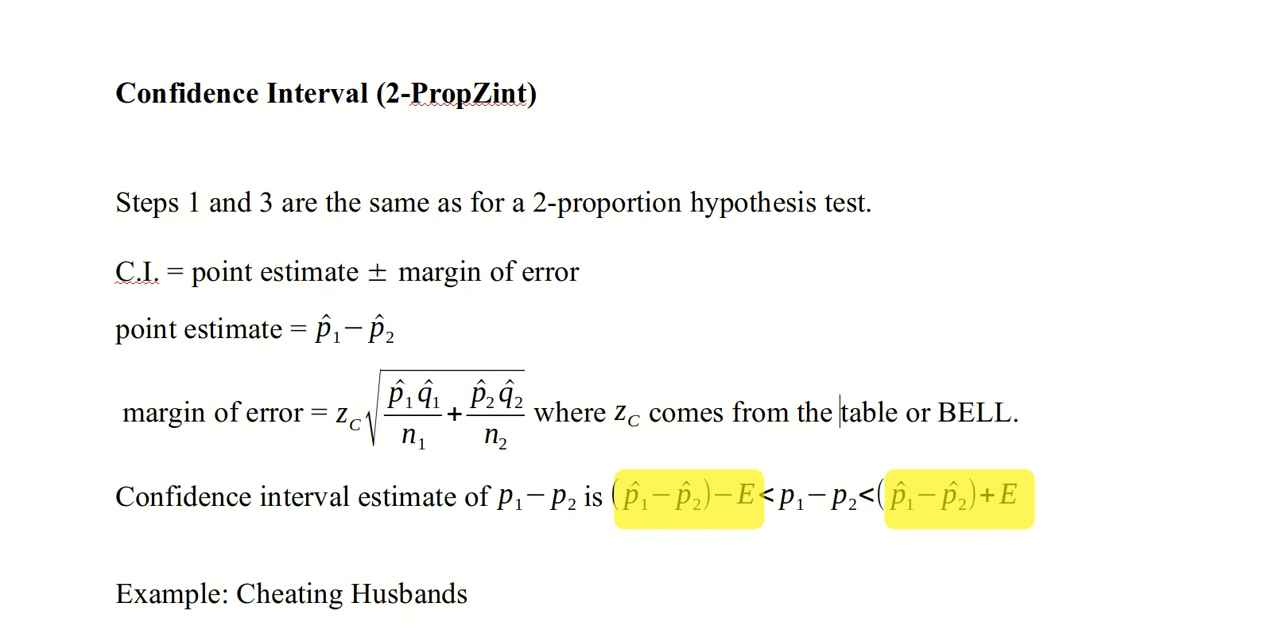 Confidence Interval (2-PropZint)
Steps 1 and 3 are the same as for a 2-proportion hypothesis test.
C.I. = point estimate ± margin of error
point estimate = p̂₁− p̂₂
margin of error = z_C √(p̂₁ q̂₁ / n₁ + p̂₂ q̂₂ / n₂) where z_C comes from the table or BELL.
Confidence interval estimate of p₁− p₂ is (p̂₁− p̂₂)− E < p₁− p₂ < (p̂₁− p̂₂)+ E
Example: Cheating Husbands